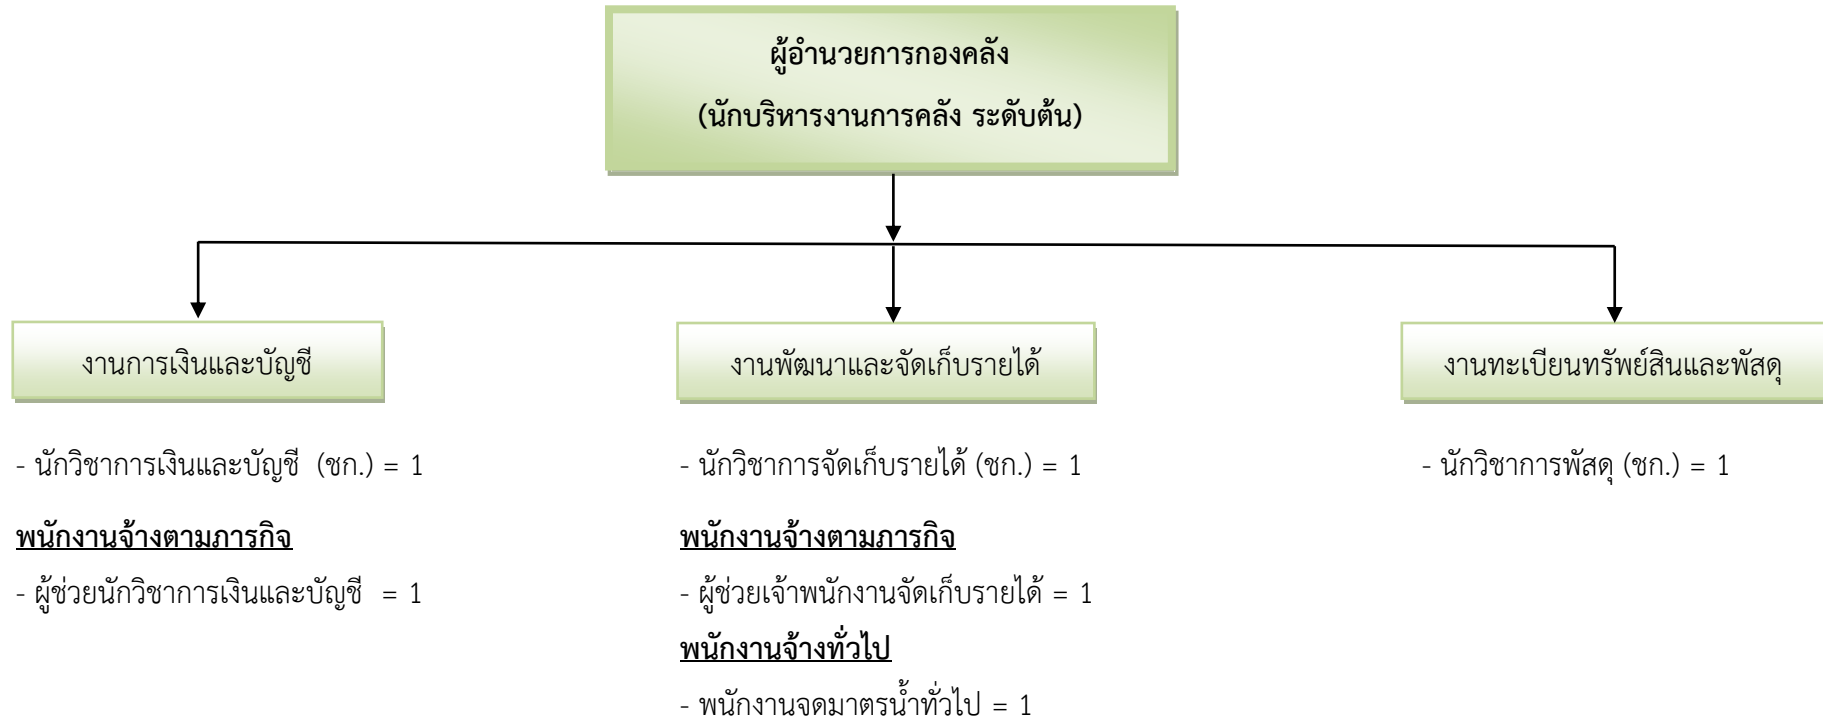 ผู้อำนวยการกองคลัง
(นักบริหารงานการคลัง ระดับต้น)
งานการเงินและบัญชี
- นักวิชาการเงินและบัญชี (ชก.) = 1
พนักงานจ้างตามภารกิจ
- ผู้ช่วยนักวิชาการเงินและบัญชี = 1
งานพัฒนาและจัดเก็บรายได้
- นักวิชาการจัดเก็บรายได้ (ชก.) = 1
พนักงานจ้างตามภารกิจ
- ผู้ช่วยเจ้าพนักงานจัดเก็บรายได้ = 1
พนักงานจ้างทั่วไป
- พนักงานจดมาตรน้ำทั่วไป = 1
งานทะเบียนทรัพย์สินและพัสดุ
- นักวิชาการพัสดุ (ชก.) = 1